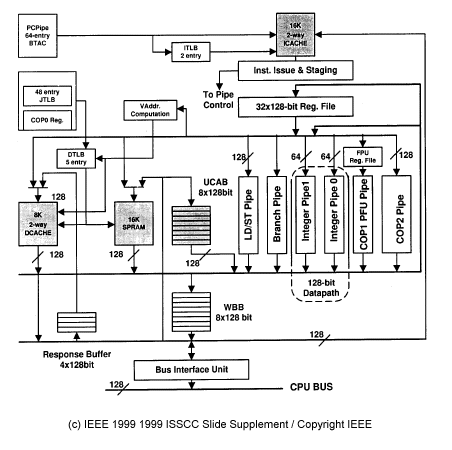 PCPipe
64-entry
BTAC
16K
2-way
ICACHE
ITLB
2 entry
Inst. Issue & Staging
To Pipe
Control
32x128-bit Reg. File
48 entry
JTLB
COP0 Reg.
VAddr.
Computation
DTLB
5 entry
128
64
64
FPU
Reg. File
128
UCAB
8x128bit
128
8K
2-way
DCACHE
16K
SPRAM
LD/ST Pipe
Branch Pipe
Integer Pipe1
Integer Pipe 0
COP1 PFU Pipe
COP2 Pipe
128
128
128
128-bit
Datapath
WBB
8x128 bit
Response Buffer
4x128bit
128
Bus Interface Unit
128
CPU BUS
(c) IEEE 1999 1999 ISSCC Slide Supplement / Copyright IEEE